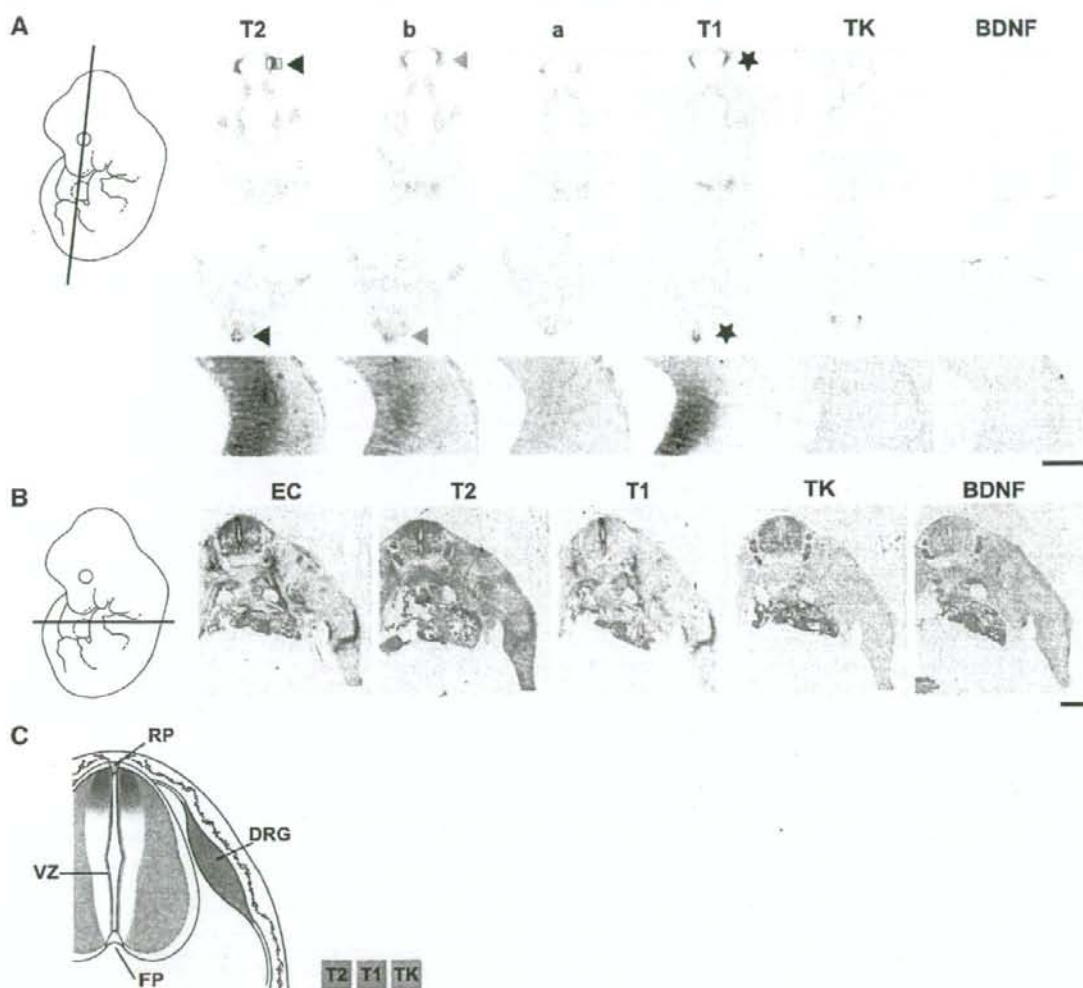 A T2 b a T1 TK BDNF
B EC T2 T1 TK BDNF
C RP
DRG
VZ
FP
T2 T1 TK